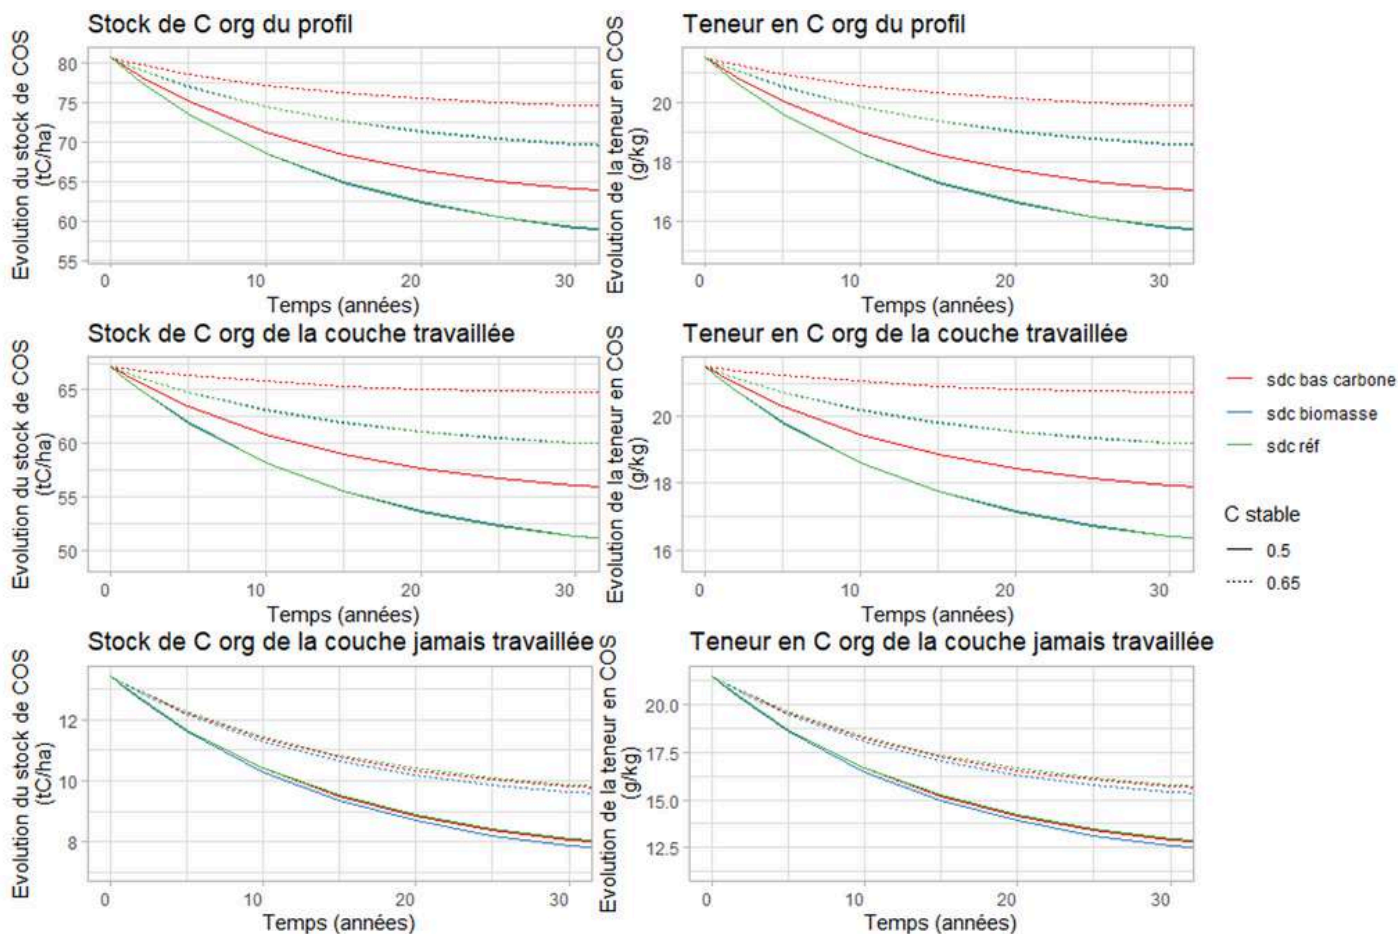 Stock de C org du profil
Evolution du stock de COS
(tC/ha)
80
75
70
65
60
55
0 10 20 30
Temps (années)
Teneur en C org du profil
Evolution de la teneur en COS
(g/kg)
20
18
16
0 10 20 30
Temps (années)
Stock de C org de la couche travaillée
Evolution du stock de COS
(tC/ha)
65
60
55
50
0 10 20 30
Temps (années)
Teneur en C org de la couche travaillée
Evolution de la teneur en COS
(g/kg)
20
18
16
0 10 20 30
Temps (années)
sdc bas carbone
sdc biomasse
sdc réf
C stable
0.5
0.65
Stock de C org de la couche jamais travaillée
Evolution du stock de COS
(tC/ha)
12
10
8
0 10 20 30
Temps (années)
Teneur en C org de la couche jamais travaillée
Evolution de la teneur en COS
(g/kg)
20.0
17.5
15.0
12.5
0 10 20 30
Temps (années)